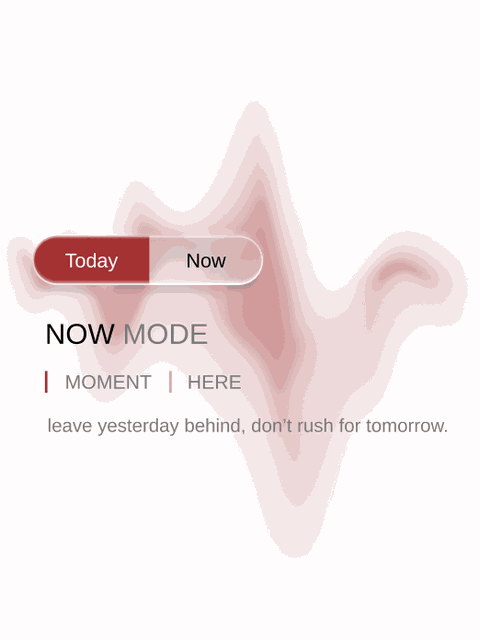 Today Now
NOW MODE
MOMENT HERE
leave yesterday behind, don’t rush for tomorrow.